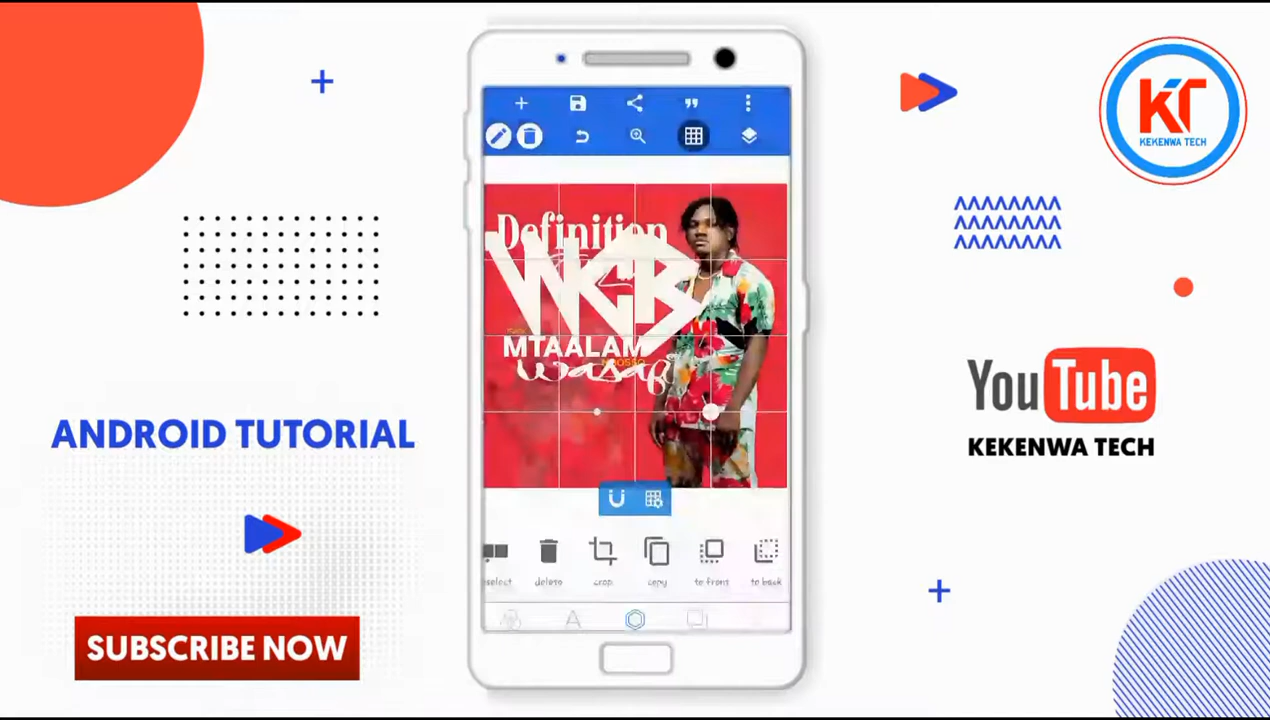 KT
KEKENWA TECH
Definition
WCB
MTAALAM
wasafi
ANDROID TUTORIAL
SUBSCRIBE NOW
YouTube
KEKENWA TECH
delete
crop
copy
to front
to back
A